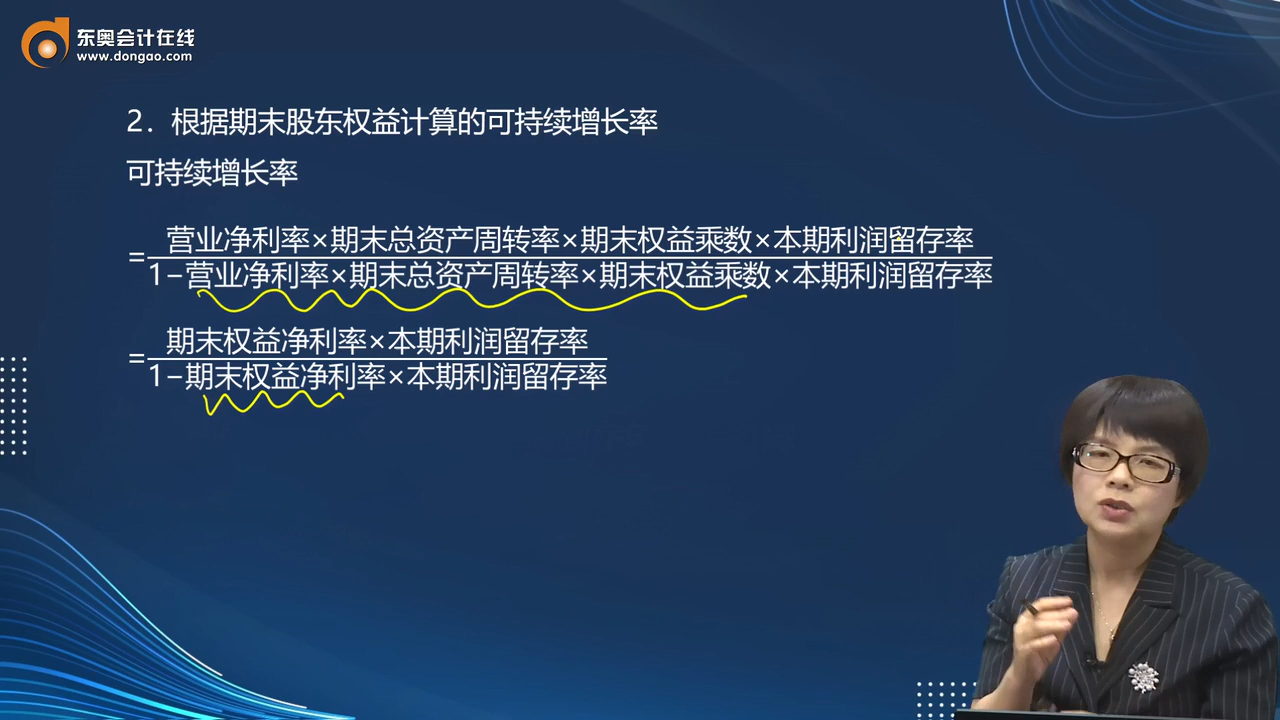 东奥会计在线
www.dongao.com
2. 根据期末股东权益计算的可持续增长率
可持续增长率
=营业净利率×期末总资产周转率×期末权益乘数×本期利润留存率
1-营业净利率×期末总资产周转率×期末权益乘数×本期利润留存率
=期末权益净利率×本期利润留存率
1-期末权益净利率×本期利润留存率